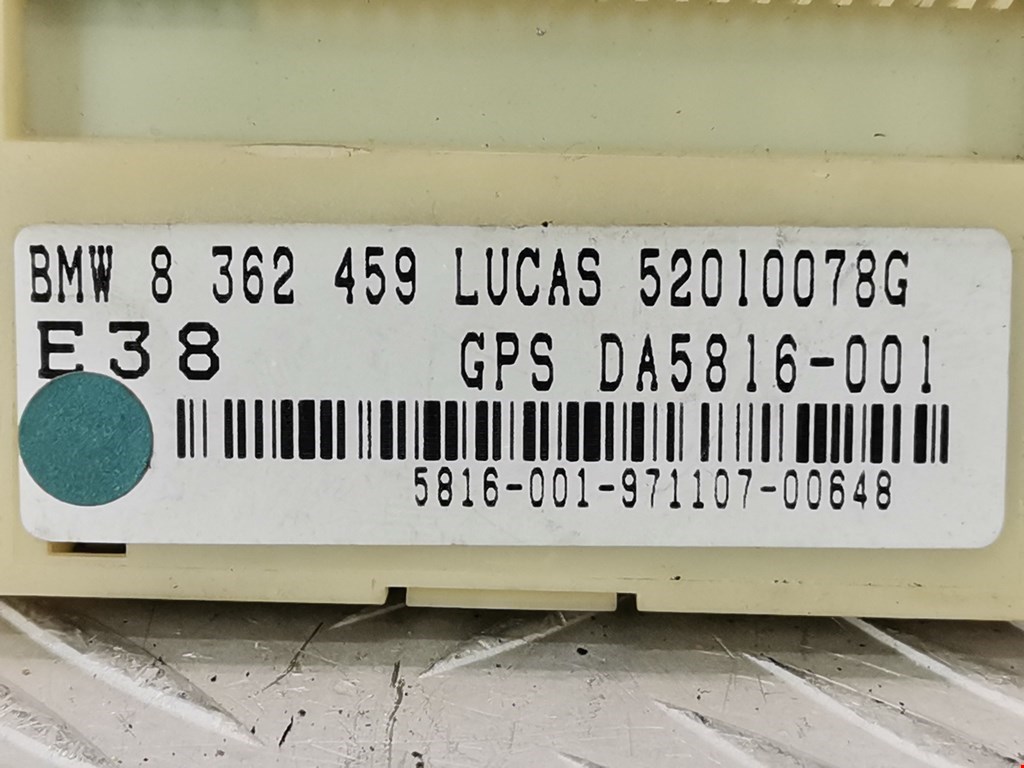 BMW 8 362 459 LUCAS 52010078G
E38 GPS DA5816-001
5816-001-971107-00648